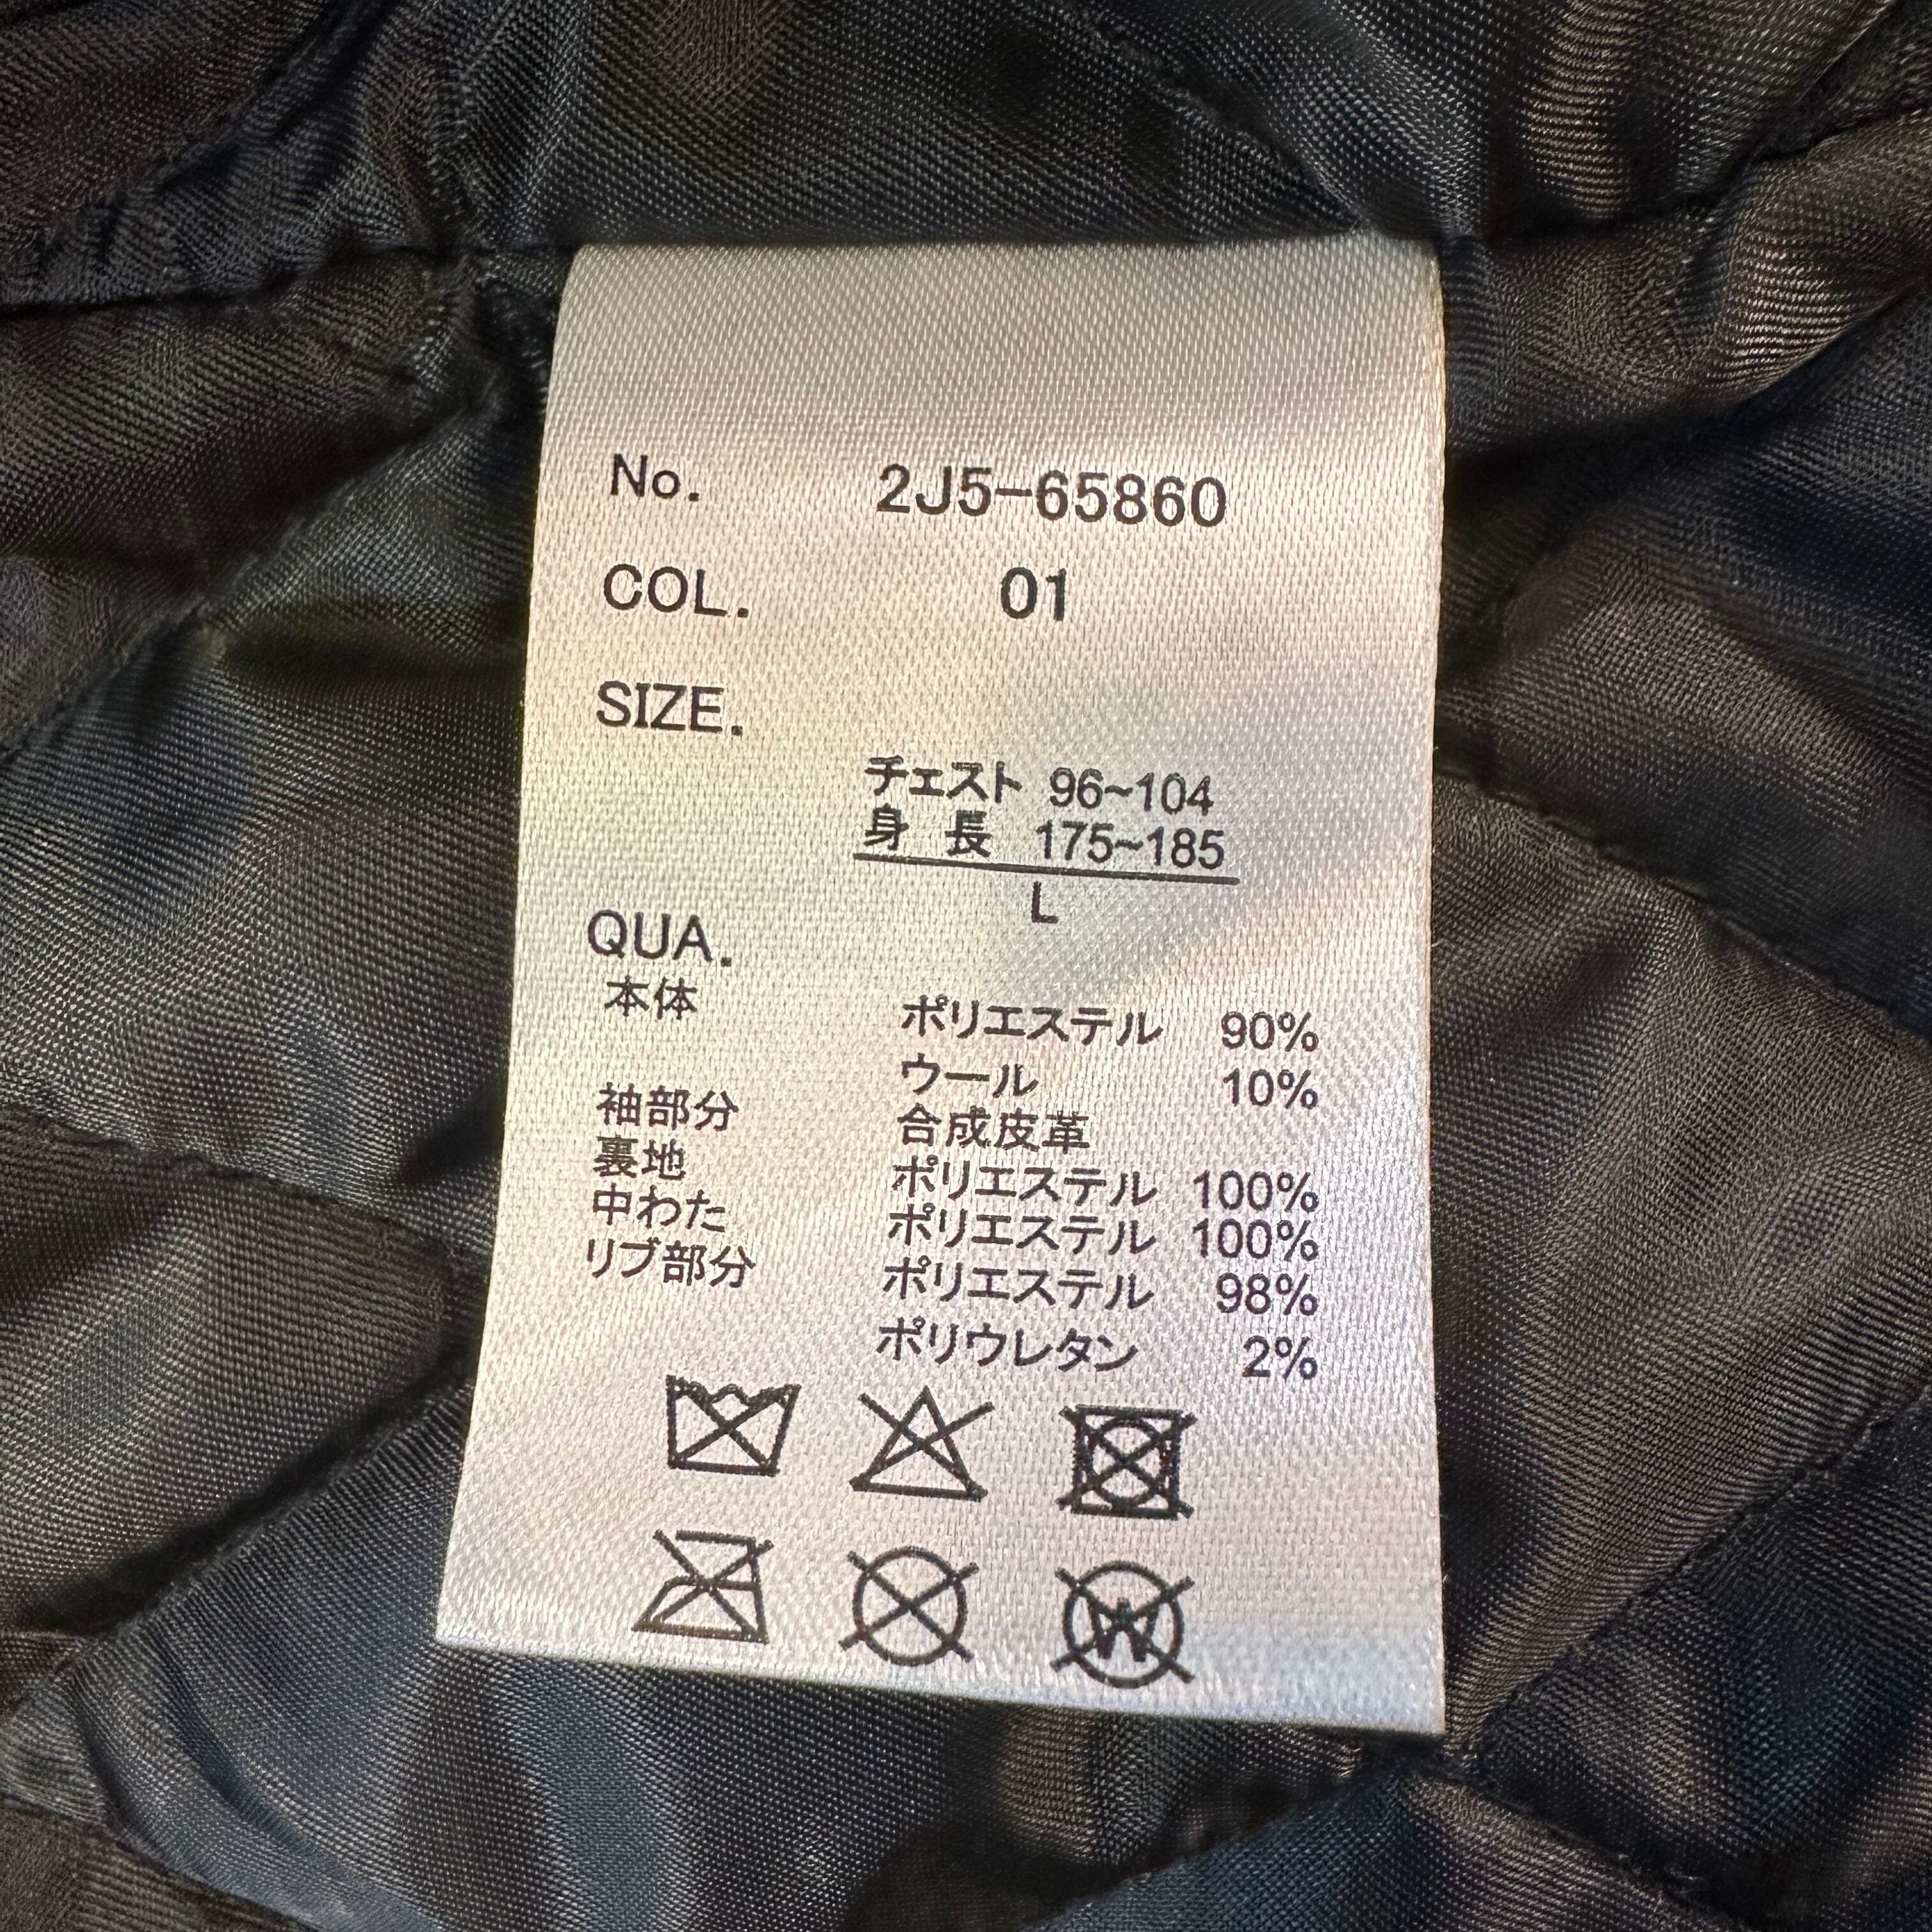 No. 2J5-65860
COL. 01
SIZE.
チェスト 96~104
身 長 175~185
L
QUA.
本体 ポリエステル 90%
ウール 10%
袖部分 合成皮革
裏地 ポリエステル 100%
中わた ポリエステル 100%
リブ部分 ポリエステル 98%
ポリウレタン 2%
W